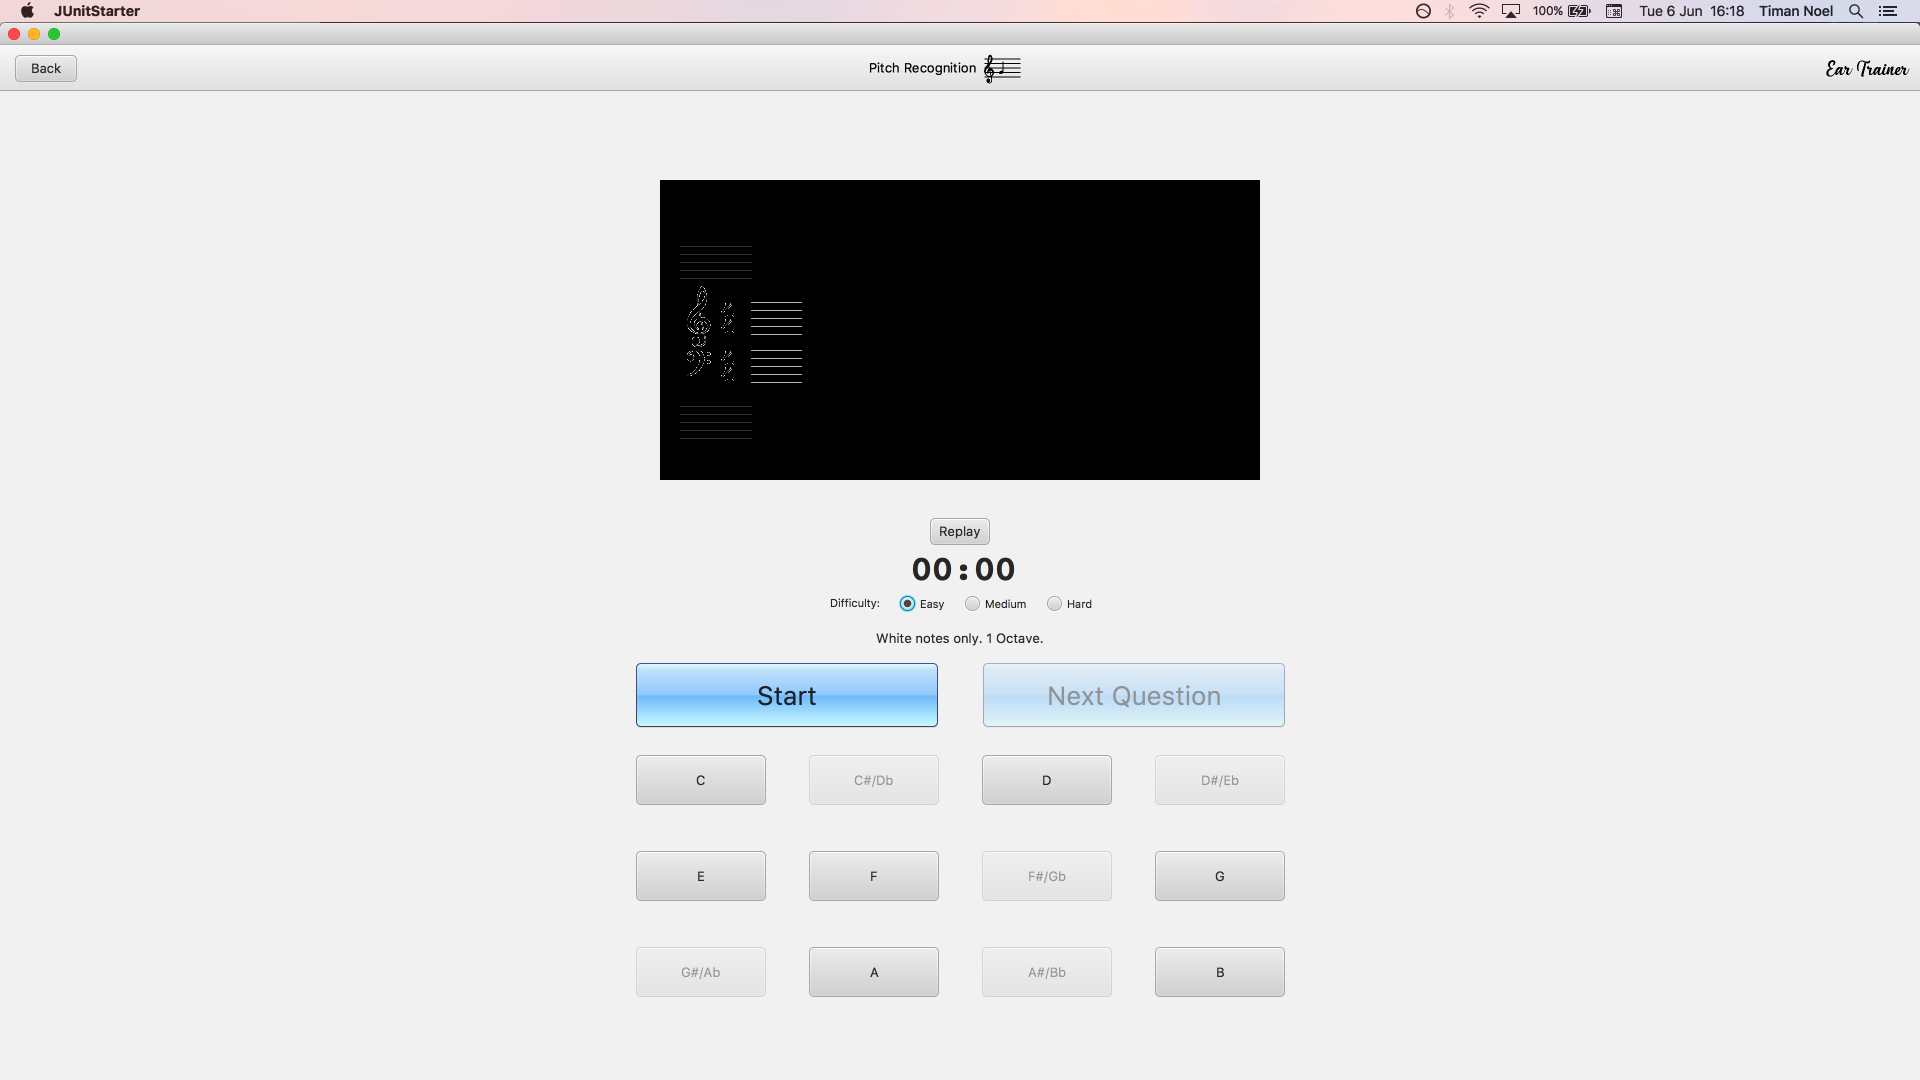 JUnitStarter
100%
Tue 6 Jun 16:18
Timan Noel
Back
Pitch Recognition
Ear Trainer
Replay
00:00
Difficulty: Easy Medium Hard
White notes only. 1 Octave.
Start Next Question
C C#/Db D D#/Eb
E F F#/Gb G
G#/Ab A A#/Bb B